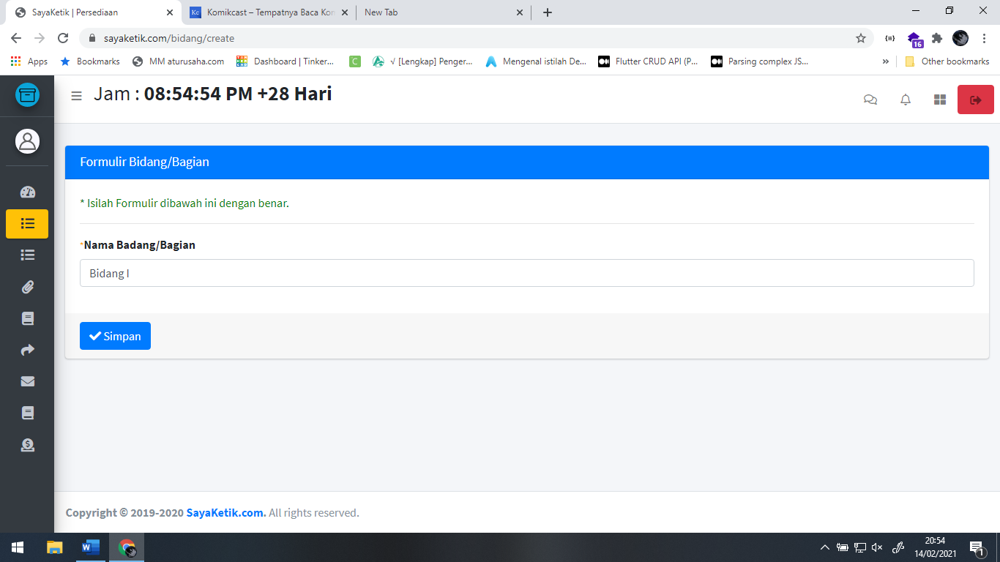 SayaKetik | Persediaan
Komikcast – Tempatnya Baca Kom
New Tab
sayaketik.com/bidang/create
16
Apps
Bookmarks
MM aturusaha.com
Dashboard | Tinker...
√ [Lengkap] Penger...
Mengenal istilah De...
Flutter CRUD API (P...
Parsing complex JS...
»
Other bookmarks
Jam : 08:54:54 PM +28 Hari
Formulir Bidang/Bagian
* Isilah Formulir dibawah ini dengan benar.
*Nama Badang/Bagian
Bidang I
Simpan
Copyright © 2019-2020 SayaKetik.com. All rights reserved.
20:54
14/02/2021
1